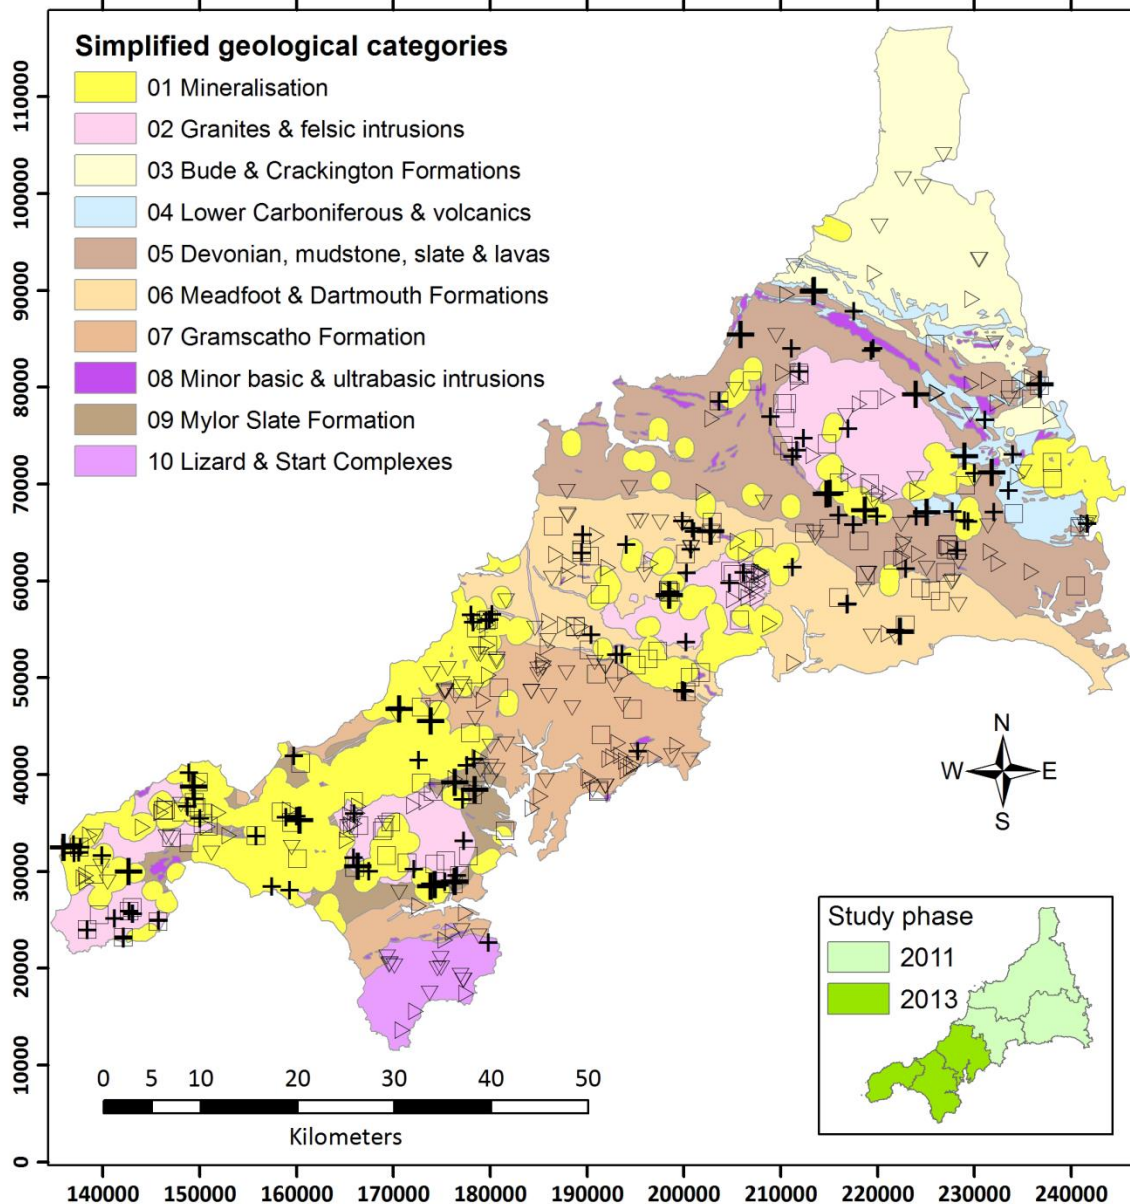 Simplified geological categories
01 Mineralisation
02 Granites & felsic intrusions
03 Bude & Crackington Formations
04 Lower Carboniferous & volcanics
05 Devonian, mudstone, slate & lavas
06 Meadfoot & Dartmouth Formations
07 Gramscatho Formation
08 Minor basic & ultrabasic intrusions
09 Mylor Slate Formation
10 Lizard & Start Complexes
110000
100000
90000
80000
70000
60000
50000
40000
30000
20000
10000
0
N
W E
S
Study phase
2011
2013
0 5 10 20 30 40 50
Kilometers
140000 150000 160000 170000 180000 190000 200000 210000 220000 230000 240000